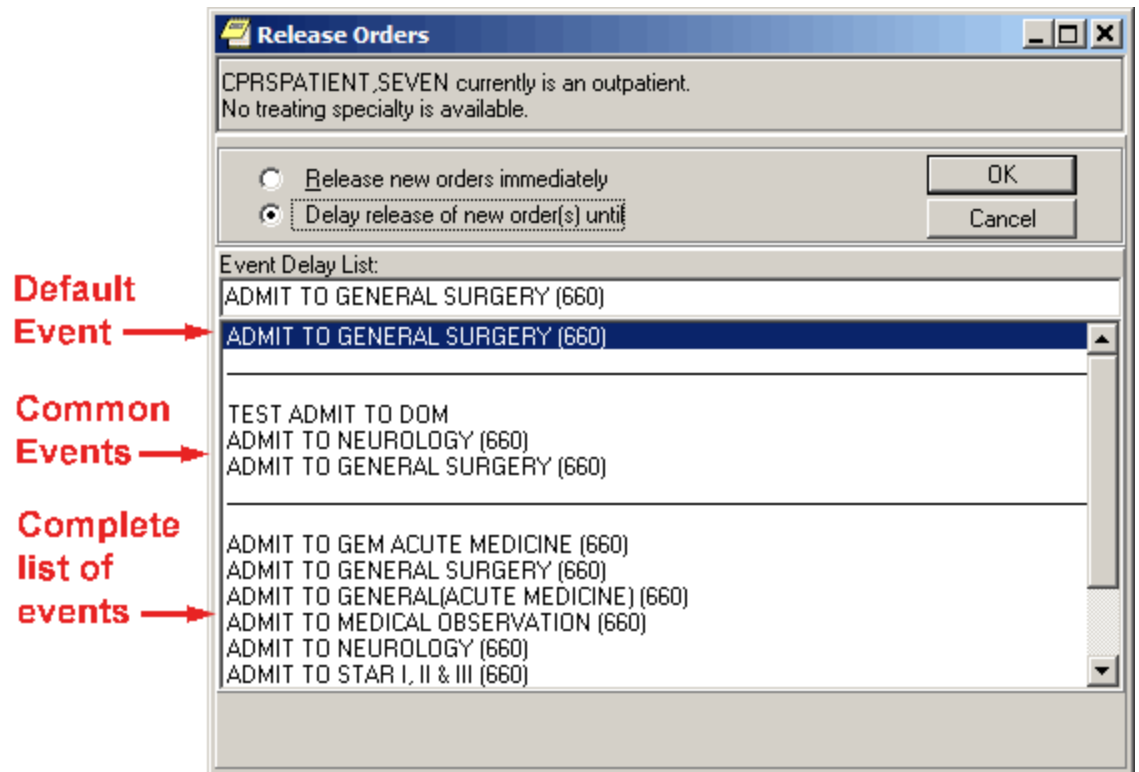 Release Orders
CPRSPATIENT,SEVEN currently is an outpatient.
No treating specialty is available.
Release new orders immediately
OK
Delay release of new order(s) until
Cancel
Event Delay List:
ADMIT TO GENERAL SURGERY (660)
Default
Event
ADMIT TO GENERAL SURGERY (660)
Common
Events
TEST ADMIT TO DOM
ADMIT TO NEUROLOGY (660)
ADMIT TO GENERAL SURGERY (660)
Complete
list of
events
ADMIT TO GEM ACUTE MEDICINE (660)
ADMIT TO GENERAL SURGERY (660)
ADMIT TO GENERAL(ACUTE MEDICINE) (660)
ADMIT TO MEDICAL OBSERVATION (660)
ADMIT TO NEUROLOGY (660)
ADMIT TO STAR I, II & III (660)